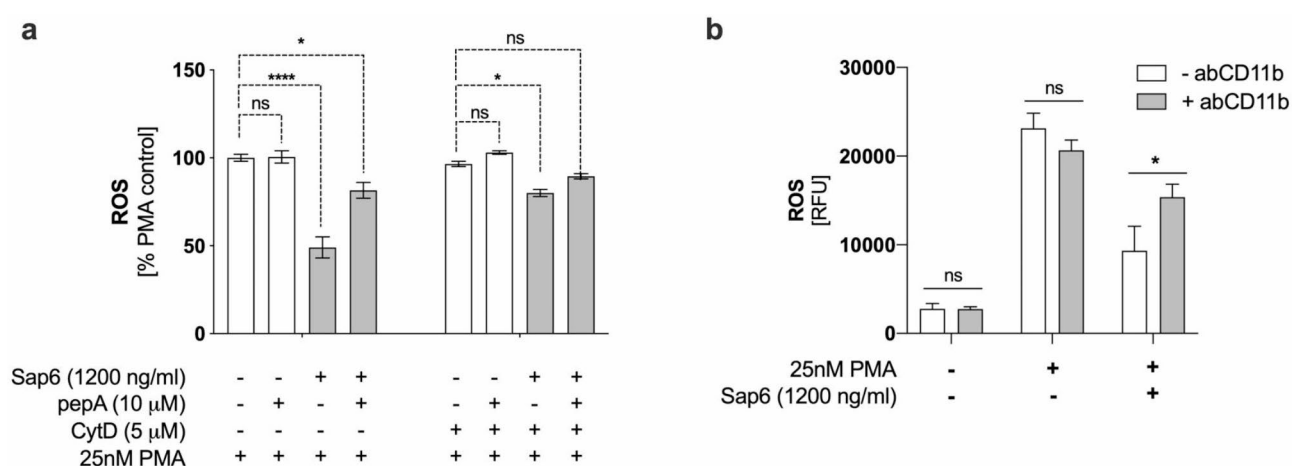 a
ROS
[% PMA control]
150
100
50
0
*
****
ns
ns
*
ns
Sap6 (1200 ng/ml) - - + + - - + +
pepA (10 μM) - + - + - + - +
CytD (5 μM) - - - - + + + +
25nM PMA + + + + + + + +
b
ROS
[RFU]
30000
20000
10000
0
ns
ns
*
- abCD11b
+ abCD11b
25nM PMA - + +
Sap6 (1200 ng/ml) - - +